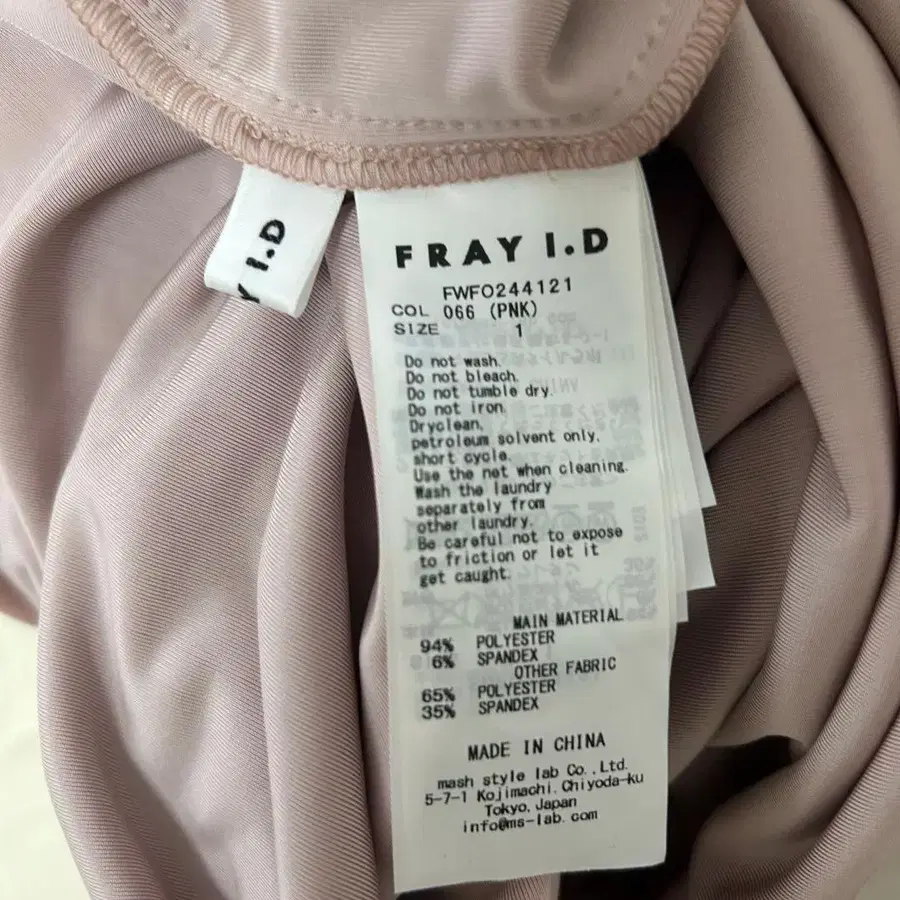 Y I.D
FRAY I.D
FWFO244121
COL 066 (PNK)
SIZE 1
Do not wash.
Do not bleach.
Do not tumble dry.
Do not iron.
Dryclean,
petroleum solvent only,
short cycle.
Use the net when cleaning.
Wash the laundry
separately from
other laundry.
Be careful not to expose
to friction or let it
get caught.
MAIN MATERIAL
94% POLYESTER
6% SPANDEX
OTHER FABRIC
65% POLYESTER
35% SPANDEX
MADE IN CHINA
mash style lab Co.,Ltd.
5-7-1 Kojimachi, Chiyoda-ku
Tokyo, Japan
info@ms-lab.com